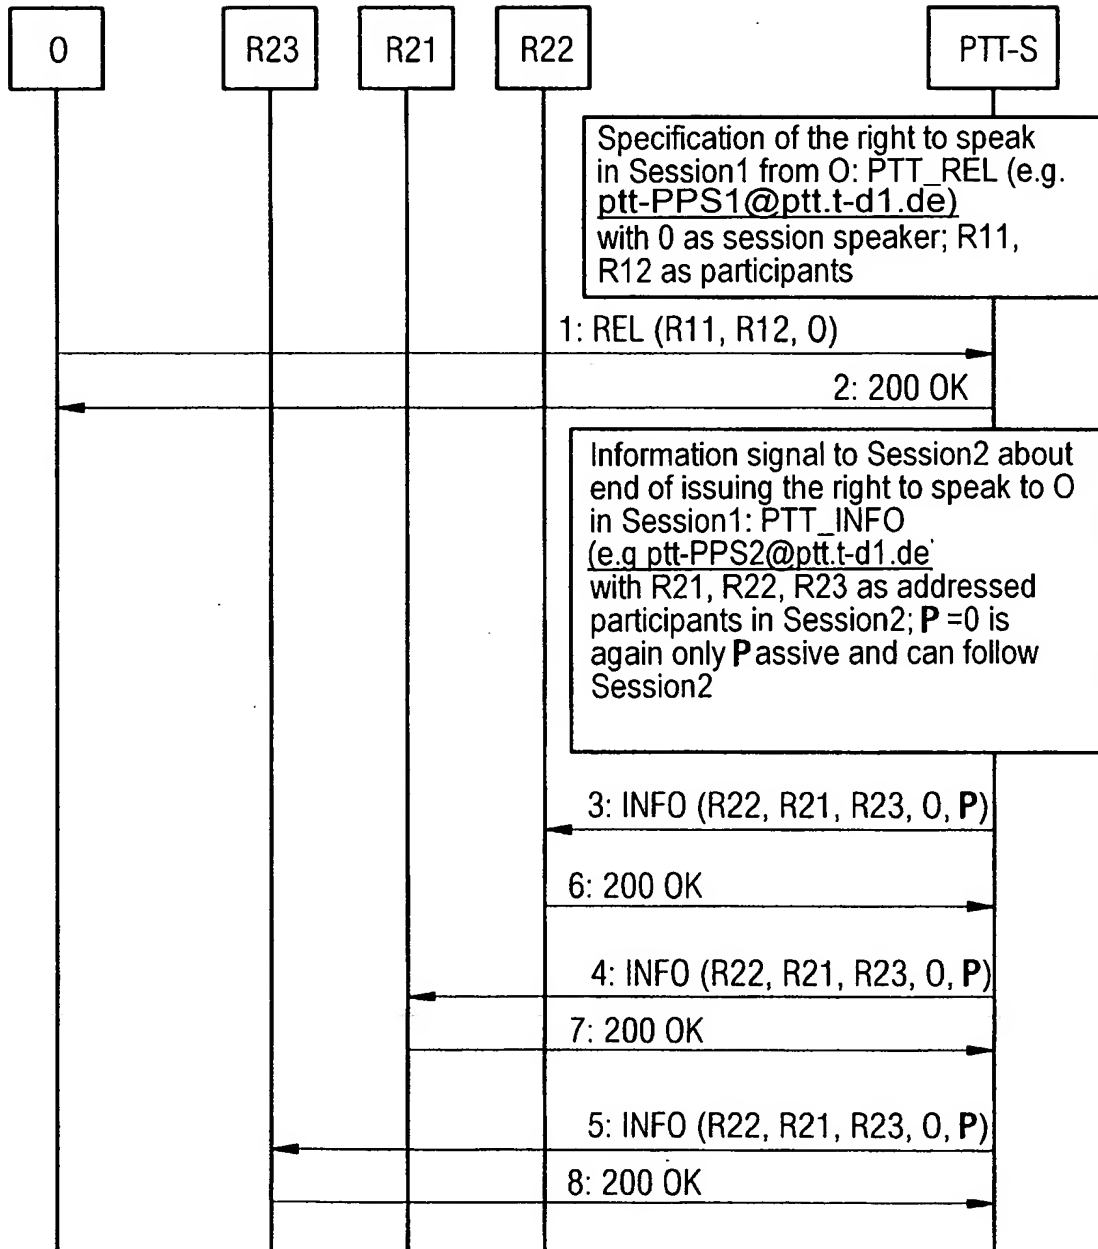 O
R23
R21
R22
PTT-S
Specification of the right to speak
in Session1 from O: PTT_REL (e.g.
ptt-PPS1@ptt.t-d1.de)
with 0 as session speaker; R11,
R12 as participants
1: REL (R11, R12, O)
2: 200 OK
Information signal to Session2 about
end of issuing the right to speak to O
in Session1: PTT_INFO
(e.g ptt-PPS2@ptt.t-d1.de
with R21, R22, R23 as addressed
participants in Session2; P =0 is
again only Passive and can follow
Session2
3: INFO (R22, R21, R23, O, P)
6: 200 OK
4: INFO (R22, R21, R23, O, P)
7: 200 OK
5: INFO (R22, R21, R23, O, P)
8: 200 OK